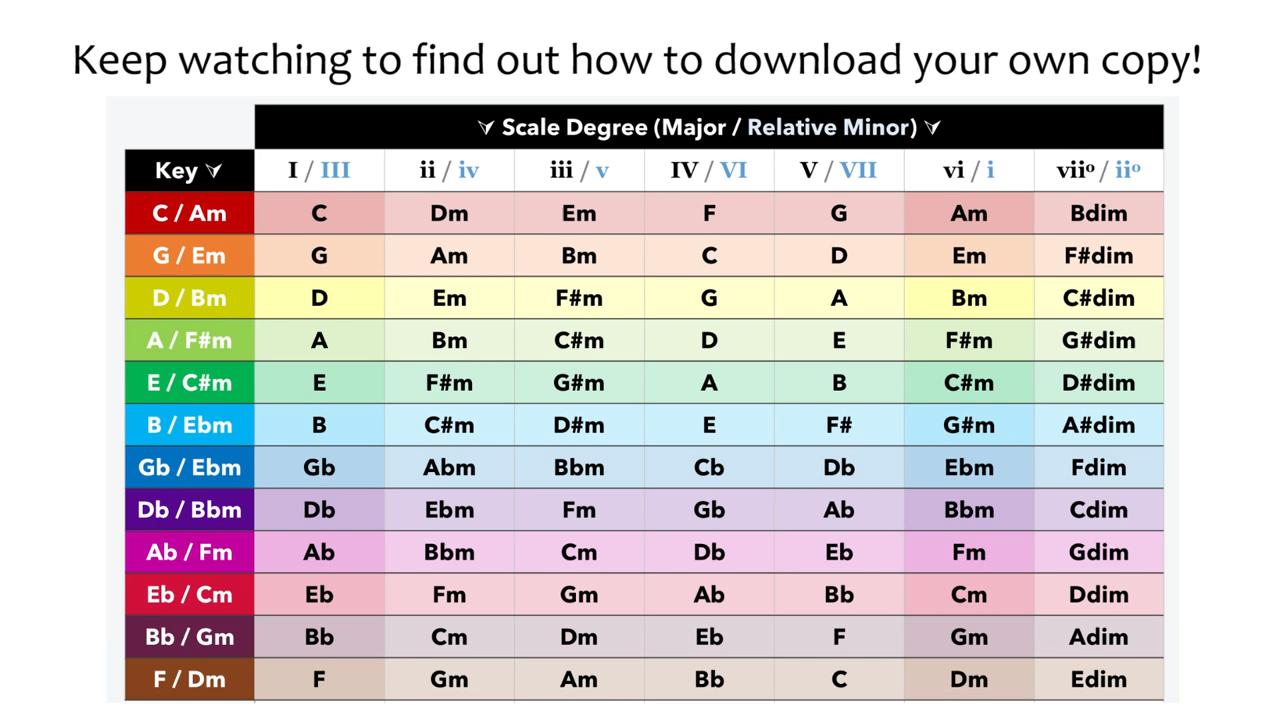 Keep watching to find out how to download your own copy!
⮛ Scale Degree (Major / Relative Minor) ⮛
Key ⮛ I / III ii / iv iii / v IV / VI V / VII vi / i viiº / iiº
C / Am C Dm Em F G Am Bdim
G / Em G Am Bm C D Em F#dim
D / Bm D Em F#m G A Bm C#dim
A / F#m A Bm C#m D E F#m G#dim
E / C#m E F#m G#m A B C#m D#dim
B / Ebm B C#m D#m E F# G#m A#dim
Gb / Ebm Gb Abm Bbm Cb Db Ebm Fdim
Db / Bbm Db Ebm Fm Gb Ab Bbm Cdim
Ab / Fm Ab Bbm Cm Db Eb Fm Gdim
Eb / Cm Eb Fm Gm Ab Bb Cm Ddim
Bb / Gm Bb Cm Dm Eb F Gm Adim
F / Dm F Gm Am Bb C Dm Edim